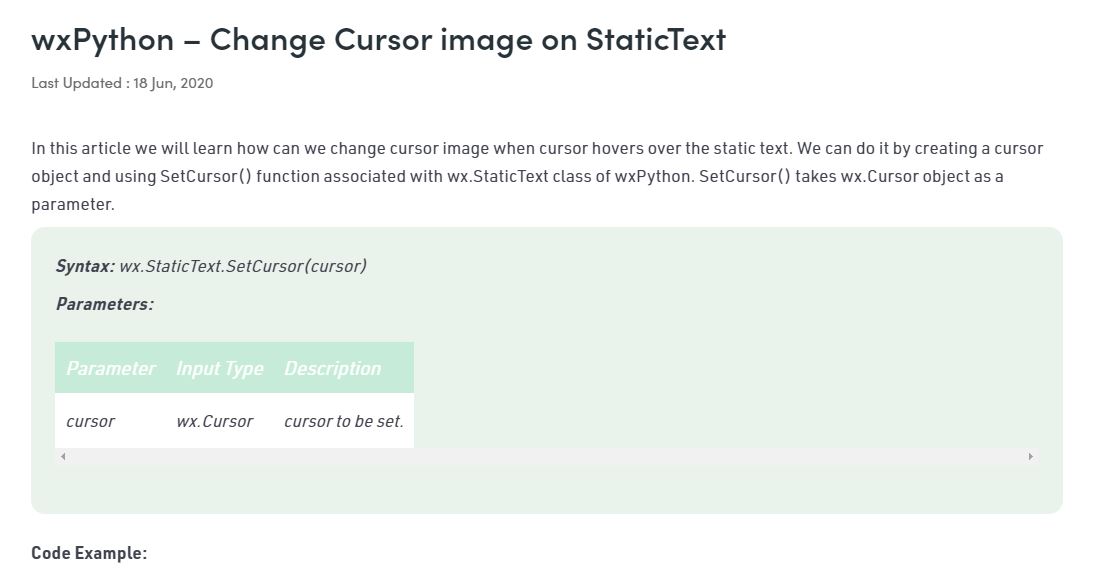 wxPython – Change Cursor image on StaticText
Last Updated : 18 Jun, 2020
In this article we will learn how can we change cursor image when cursor hovers over the static text. We can do it by creating a cursor
object and using SetCursor() function associated with wx.StaticText class of wxPython. SetCursor() takes wx.Cursor object as a
parameter.
Syntax: wx.StaticText.SetCursor(cursor)
Parameters:
Parameter Input Type Description
cursor wx.Cursor cursor to be set.
Code Example: